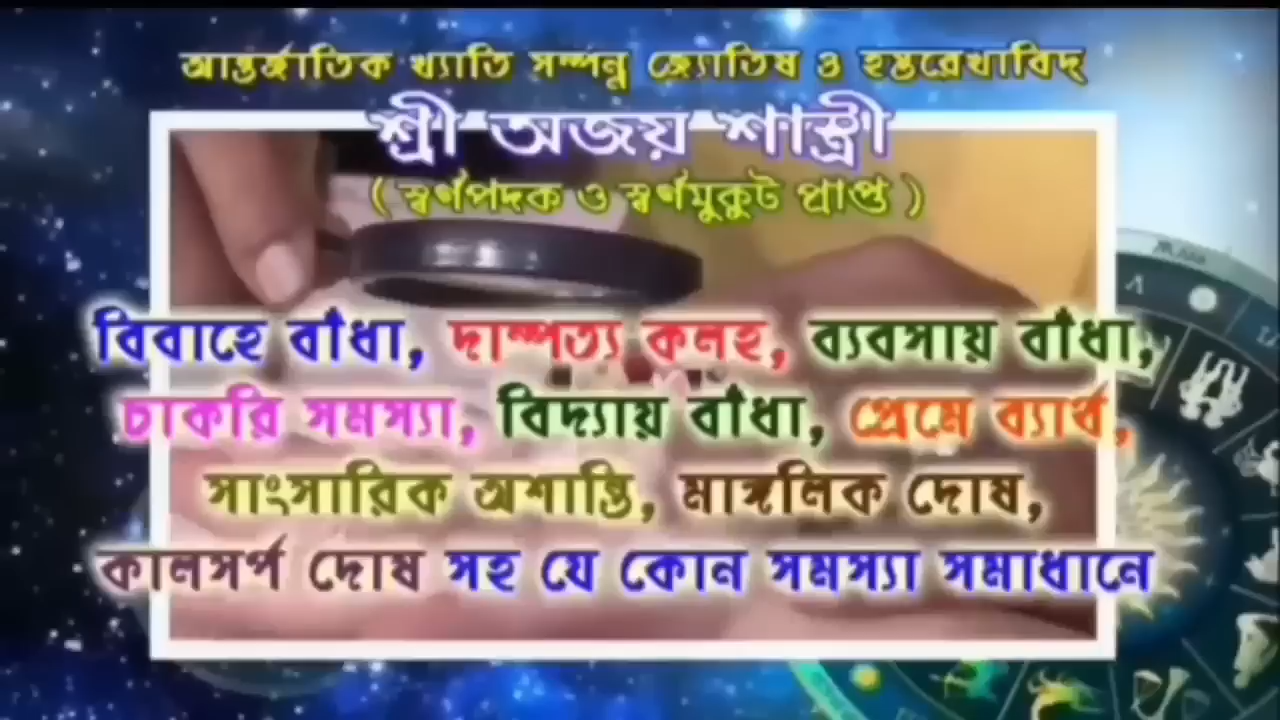 আন্তর্জাতিক খ্যাতি সম্পন্ন জ্যোতিষ ও হস্তরেখাবিদ্
শ্রী অজয় শাস্ত্রী
( স্বর্ণপদক ও স্বর্ণমুকুট প্রাপ্ত )
বিবাহে বাঁধা, দাম্পত্য কলহ, ব্যবসায় বাঁধা,
চাকরি সমস্যা, বিদ্যায় বাঁধা, প্রেমে ব্যার্থ,
সাংসারিক অশান্তি, মাঙ্গলিক দোষ,
কালসর্প দোষ সহ যে কোন সমস্যা সমাধানে